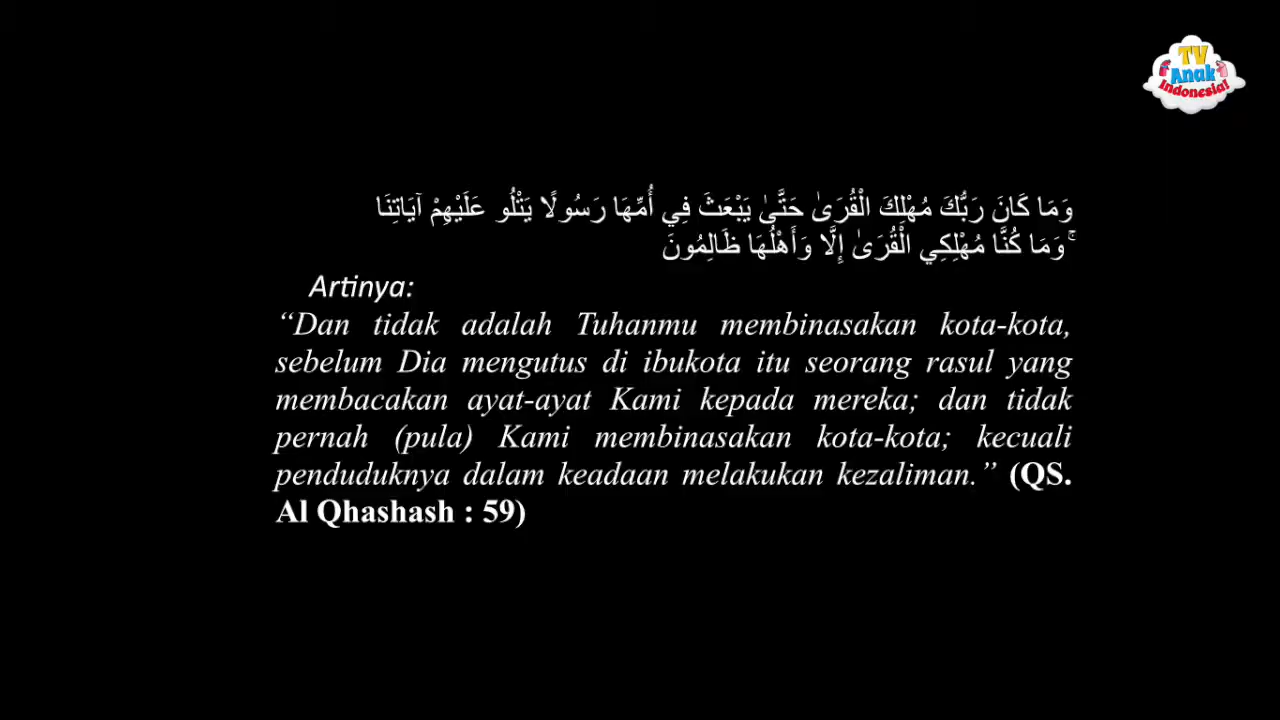 TV
Anak
Indonesia!
وَمَا كَانَ رَبُّكَ مُهْلِكَ الْقُرَىٰ حَتَّىٰ يَبْعَثَ فِي أُمِّهَا رَسُولًا يَتْلُو عَلَيْهِمْ آيَاتِنَا
ۚ وَمَا كُنَّا مُهْلِكِي الْقُرَىٰ إِلَّا وَأَهْلُهَا ظَالِمُونَ
Artinya:
“Dan tidak adalah Tuhanmu membinasakan kota-kota,
sebelum Dia mengutus di ibukota itu seorang rasul yang
membacakan ayat-ayat Kami kepada mereka; dan tidak
pernah (pula) Kami membinasakan kota-kota; kecuali
penduduknya dalam keadaan melakukan kezaliman.” (QS.
Al Qhashash : 59)